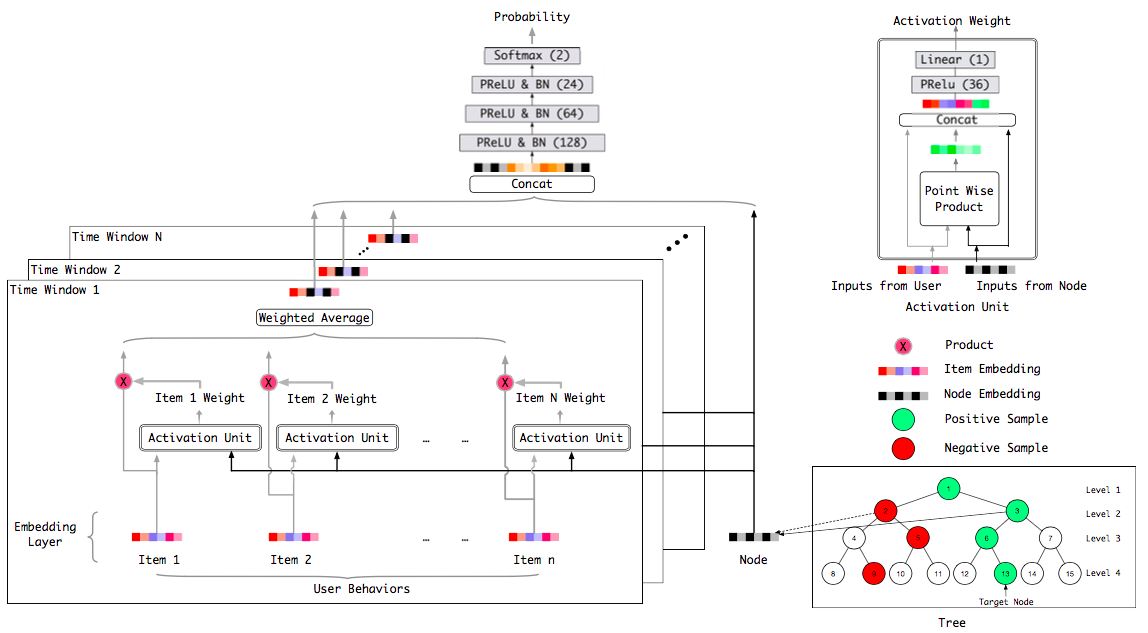 Probability
Softmax (2)
PReLU & BN (24)
PReLU & BN (64)
PReLU & BN (128)
Concat
Time Window N
Time Window 2
Time Window 1
Weighted Average
X
X
X
Item 1 Weight
Item 2 Weight
Item N Weight
Activation Unit
Activation Unit
… …
Activation Unit
Embedding
Layer
… …
Item 1
Item 2
Item n
User Behaviors
Node
Activation Weight
Linear (1)
PRelu (36)
Concat
Point Wise
Product
Inputs from User
Inputs from Node
Activation Unit
X
Product
Item Embedding
Node Embedding
Positive Sample
Negative Sample
1
Level 1
2
3
Level 2
4
5
6
7
Level 3
8
9
10
11
12
13
14
15
Level 4
Target Node
Tree